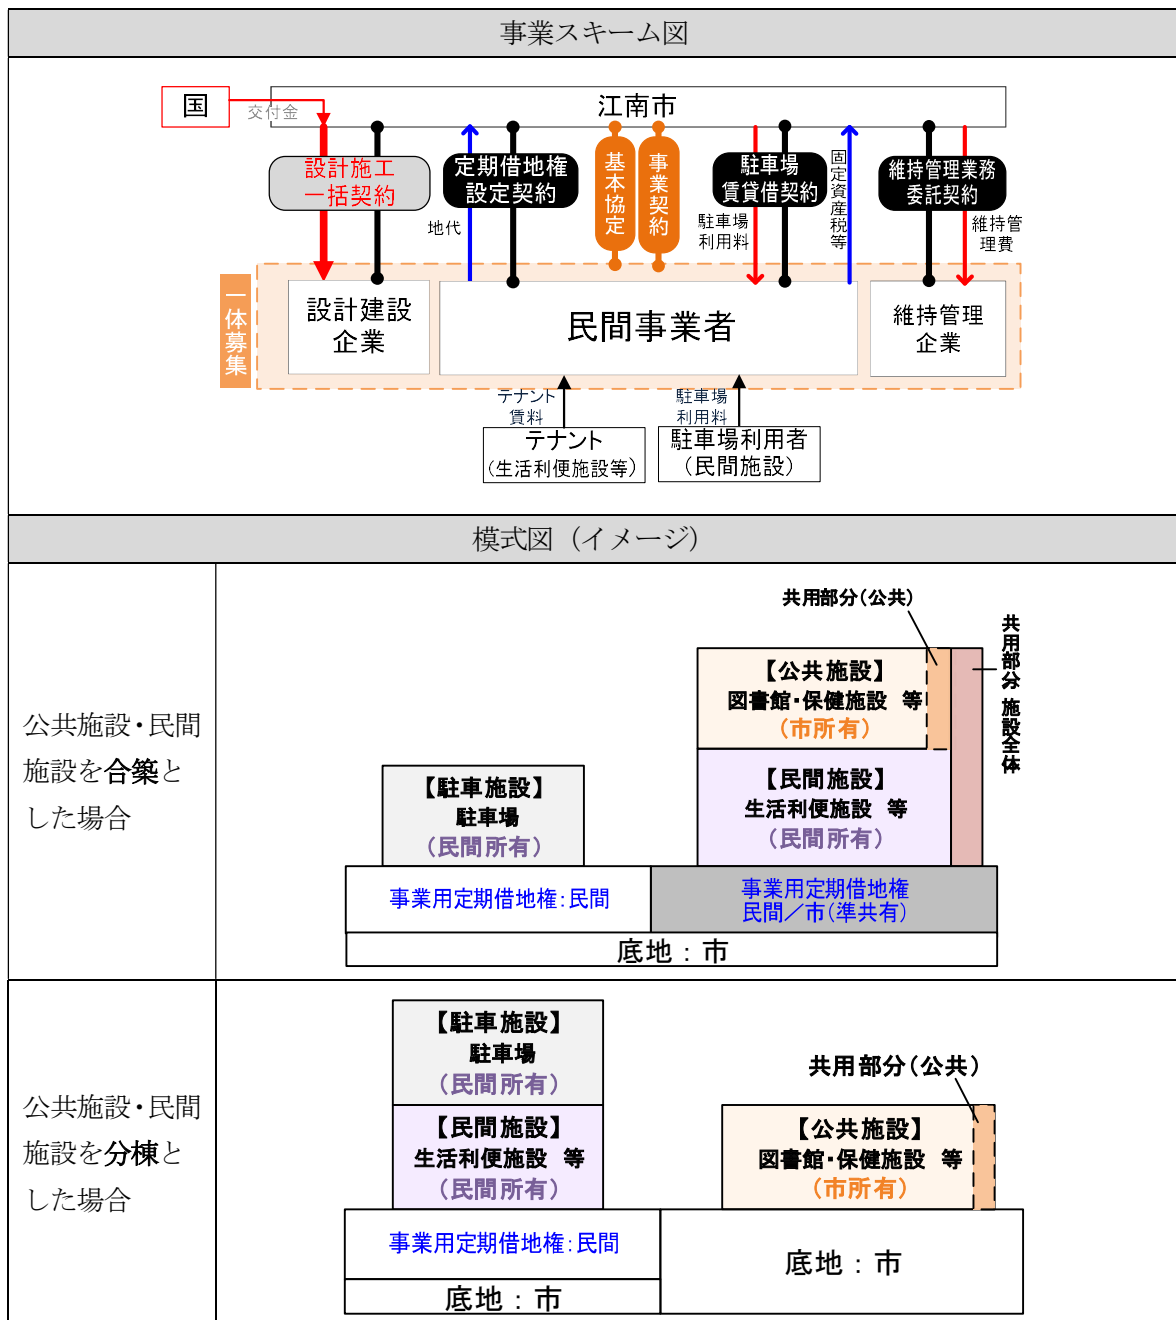 事業スキーム図
国
交付金
江南市
設計施工
一括契約
定期借地権
設定契約
地代
基本協定
事業契約
駐車場
賃貸借契約
駐車場
利用料
固定資産税等
維持管理業務
委託契約
維持管
理費
一体募集
設計建設
企業
民間事業者
維持管理
企業
テナント
賃料
駐車場
利用料
テナント
(生活利便施設等)
駐車場利用者
(民間施設)
模式図（イメージ）
公共施設・民間
施設を合築と
した場合
共用部分(公共)
共用部分 施設全体
【公共施設】
図書館・保健施設 等
(市所有)
【駐車施設】
駐車場
(民間所有)
【民間施設】
生活利便施設 等
(民間所有)
事業用定期借地権：民間
事業用定期借地権
民間／市(準共有)
底地：市
公共施設・民間
施設を分棟と
した場合
【駐車施設】
駐車場
(民間所有)
【民間施設】
生活利便施設 等
(民間所有)
共用部分(公共)
【公共施設】
図書館・保健施設 等
(市所有)
事業用定期借地権：民間
底地：市
底地：市